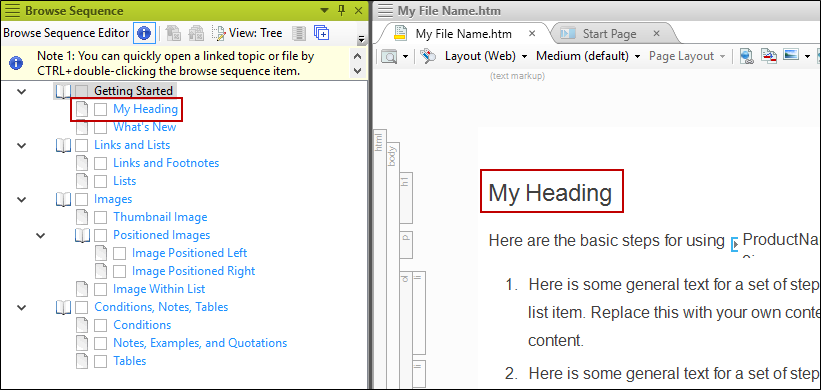 Browse Sequence
Browse Sequence Editor
View: Tree
Note 1: You can quickly open a linked topic or file by
CTRL+double-clicking the browse sequence item.
Getting Started
My Heading
What's New
Links and Lists
Links and Footnotes
Lists
Images
Thumbnail Image
Positioned Images
Image Positioned Left
Image Positioned Right
Image Within List
Conditions, Notes, Tables
Conditions
Notes, Examples, and Quotations
Tables
My File Name.htm
My File Name.htm
Start Page
Layout (Web)
Medium (default)
Page Layout
(text markup)
html
body
h1
p
ol
li
li
My Heading
Here are the basic steps for using ProductNa
1. Here is some general text for a set of step
list item. Replace this with your own conte
content.
2. Here is some general text for a set of step